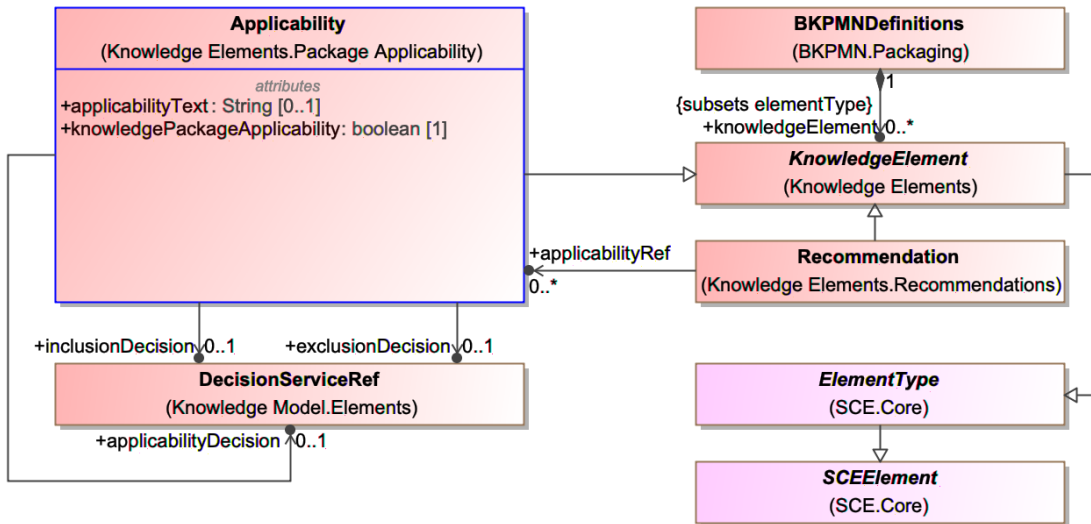 Applicability
(Knowledge Elements.Package Applicability)
attributes
+applicabilityText : String [0..1]
+knowledgePackageApplicability : boolean [1]
BKPMNDefinitions
(BKPMN.Packaging)
1
{subsets elementType}
+knowledgeElement 0..*
KnowledgeElement
(Knowledge Elements)
+applicabilityRef
0..*
Recommendation
(Knowledge Elements.Recommendations)
+inclusionDecision 0..1
+exclusionDecision 0..1
DecisionServiceRef
(Knowledge Model.Elements)
+applicabilityDecision 0..1
ElementType
(SCE.Core)
SCEElement
(SCE.Core)